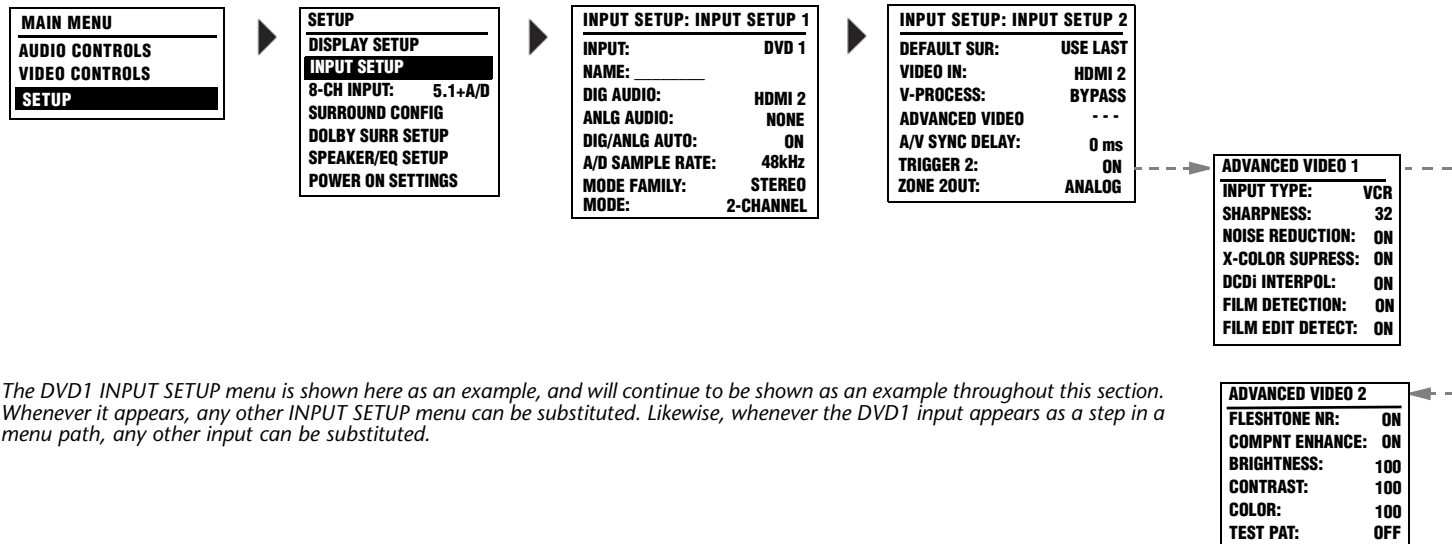 MAIN MENU
AUDIO CONTROLS
VIDEO CONTROLS
SETUP
SETUP
DISPLAY SETUP
INPUT SETUP
8-CH INPUT: 5.1+A/D
SURROUND CONFIG
DOLBY SURR SETUP
SPEAKER/EQ SETUP
POWER ON SETTINGS
INPUT SETUP: INPUT SETUP 1
INPUT: DVD 1
NAME: ________
DIG AUDIO: HDMI 2
ANLG AUDIO: NONE
DIG/ANLG AUTO: ON
A/D SAMPLE RATE: 48kHz
MODE FAMILY: STEREO
MODE: 2-CHANNEL
INPUT SETUP: INPUT SETUP 2
DEFAULT SUR: USE LAST
VIDEO IN: HDMI 2
V-PROCESS: BYPASS
ADVANCED VIDEO - - -
A/V SYNC DELAY: 0 ms
TRIGGER 2: ON
ZONE 2OUT: ANALOG
ADVANCED VIDEO 1
INPUT TYPE: VCR
SHARPNESS: 32
NOISE REDUCTION: ON
X-COLOR SUPRESS: ON
DCDi INTERPOL: ON
FILM DETECTION: ON
FILM EDIT DETECT: ON
The DVD1 INPUT SETUP menu is shown here as an example, and will continue to be shown as an example throughout this section.
Whenever it appears, any other INPUT SETUP menu can be substituted. Likewise, whenever the DVD1 input appears as a step in a
menu path, any other input can be substituted.
ADVANCED VIDEO 2
FLESHTONE NR: ON
COMPNT ENHANCE: ON
BRIGHTNESS: 100
CONTRAST: 100
COLOR: 100
TEST PAT: OFF